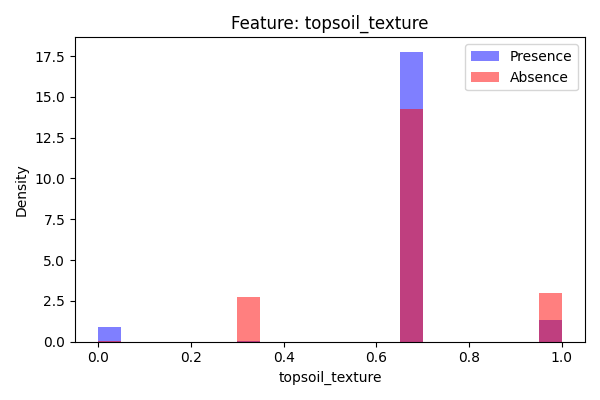 Feature: topsoil_texture
Presence
Absence
Density
17.5
15.0
12.5
10.0
7.5
5.0
2.5
0.0
0.0 0.2 0.4 0.6 0.8 1.0
topsoil_texture